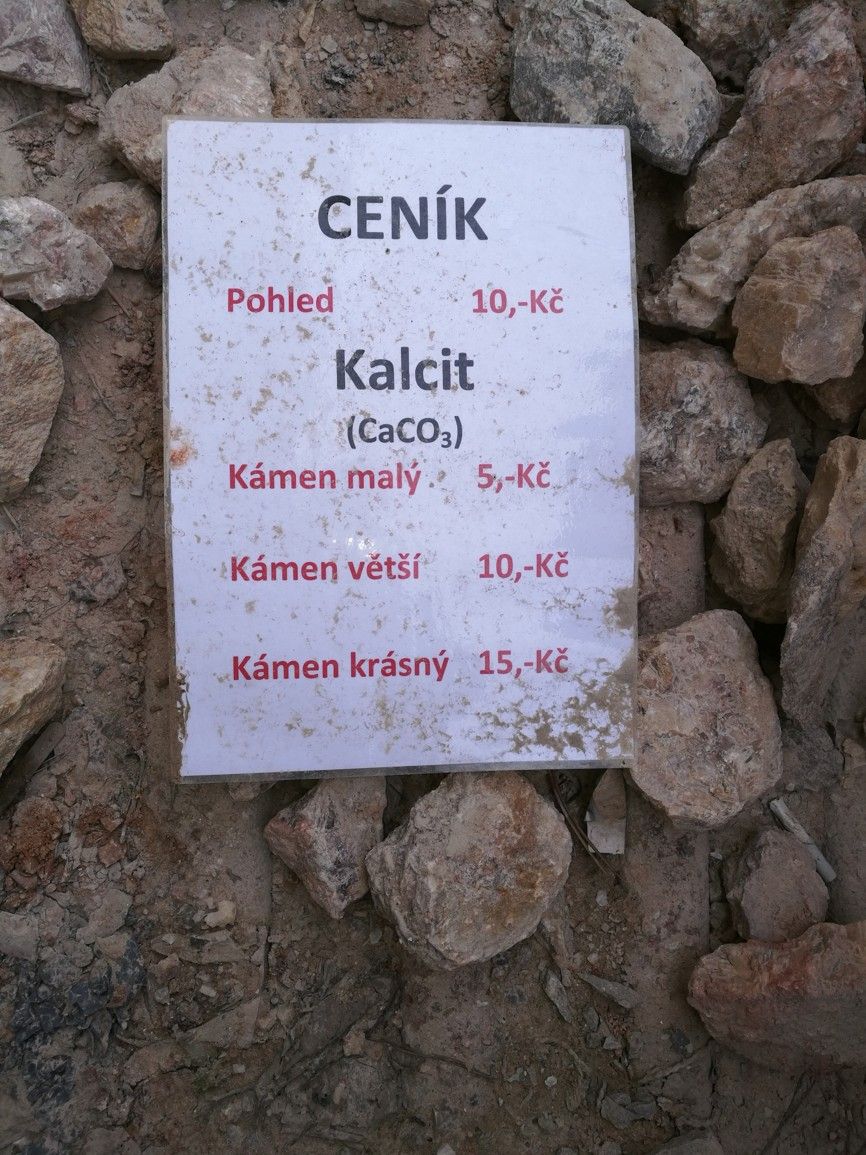 CENÍK
Pohled 10,-Kč
Kalcit
(CaCO₃)
Kámen malý 5,-Kč
Kámen větší 10,-Kč
Kámen krásný 15,-Kč